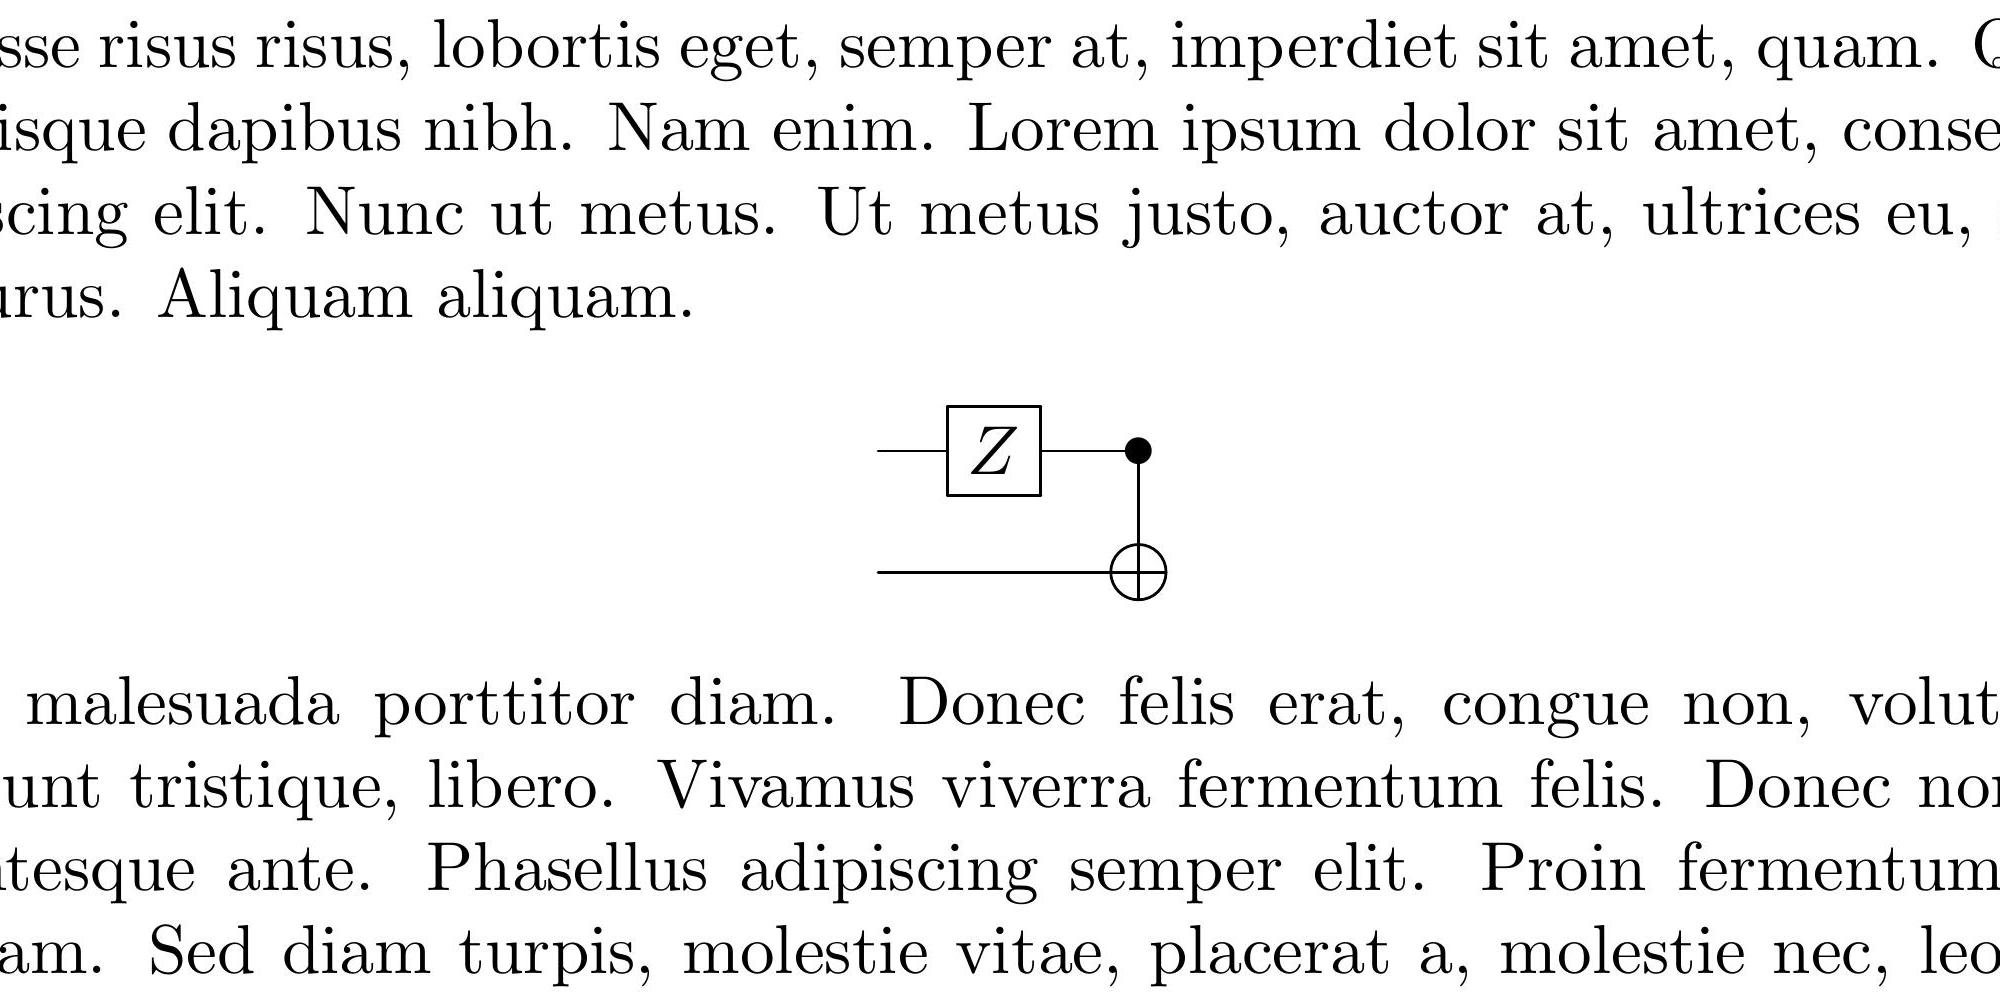 sse risus risus, lobortis eget, semper at, imperdiet sit amet, quam.
isque dapibus nibh. Nam enim. Lorem ipsum dolor sit amet, conse
scing elit. Nunc ut metus. Ut metus justo, auctor at, ultrices eu,
urus. Aliquam aliquam.
Z
malesuada porttitor diam. Donec felis erat, congue non, volut
unt tristique, libero. Vivamus viverra fermentum felis. Donec non
tesque ante. Phasellus adipiscing semper elit. Proin fermentum
am. Sed diam turpis, molestie vitae, placerat a, molestie nec, leo